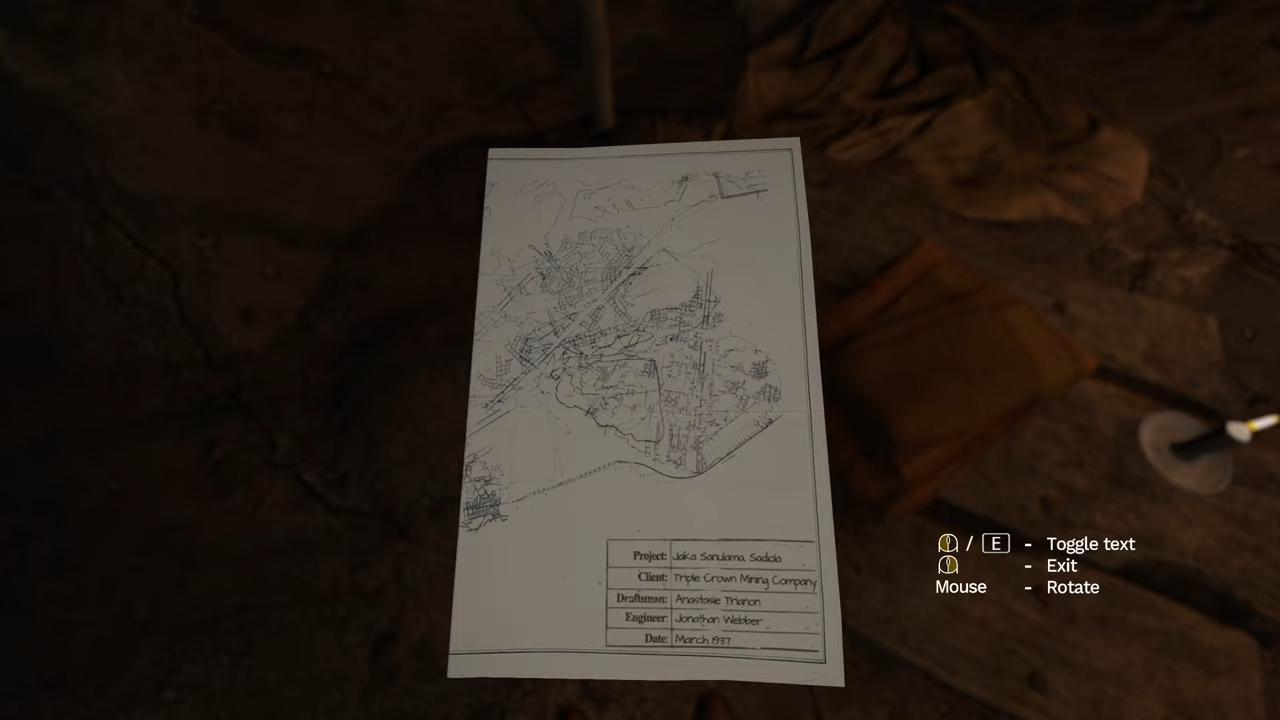 Project: Jaka Sanulama, Sadiola
Client: Triple Crown Mining Company
Draftsman: Anastasie Trianon
Engineer: Jonathan Webber
Date: March 1937
/ E - Toggle text
- Exit
Mouse - Rotate